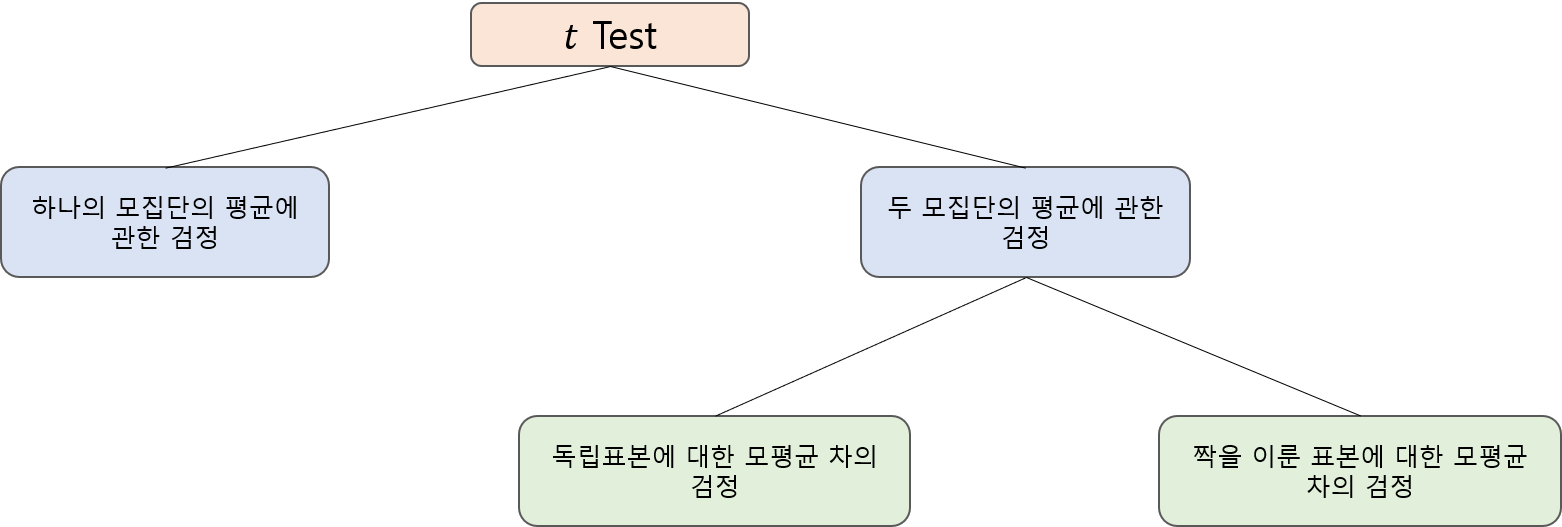 t Test
하나의 모집단의 평균에
관한 검정
두 모집단의 평균에 관한
검정
독립표본에 대한 모평균 차의
검정
짝을 이룬 표본에 대한 모평균
차의 검정